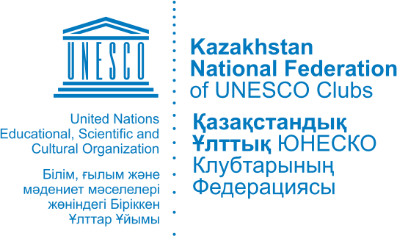 UNESCO
United Nations
Educational, Scientific and
Cultural Organization
Білім, ғылым және
мәдениет мәселелері
жөніндегі Біріккен
Ұлттар Ұйымы
Kazakhstan
National Federation
of UNESCO Clubs
Қазақстандық
Ұлттық ЮНЕСКО
Клубтарының
Федерациясы